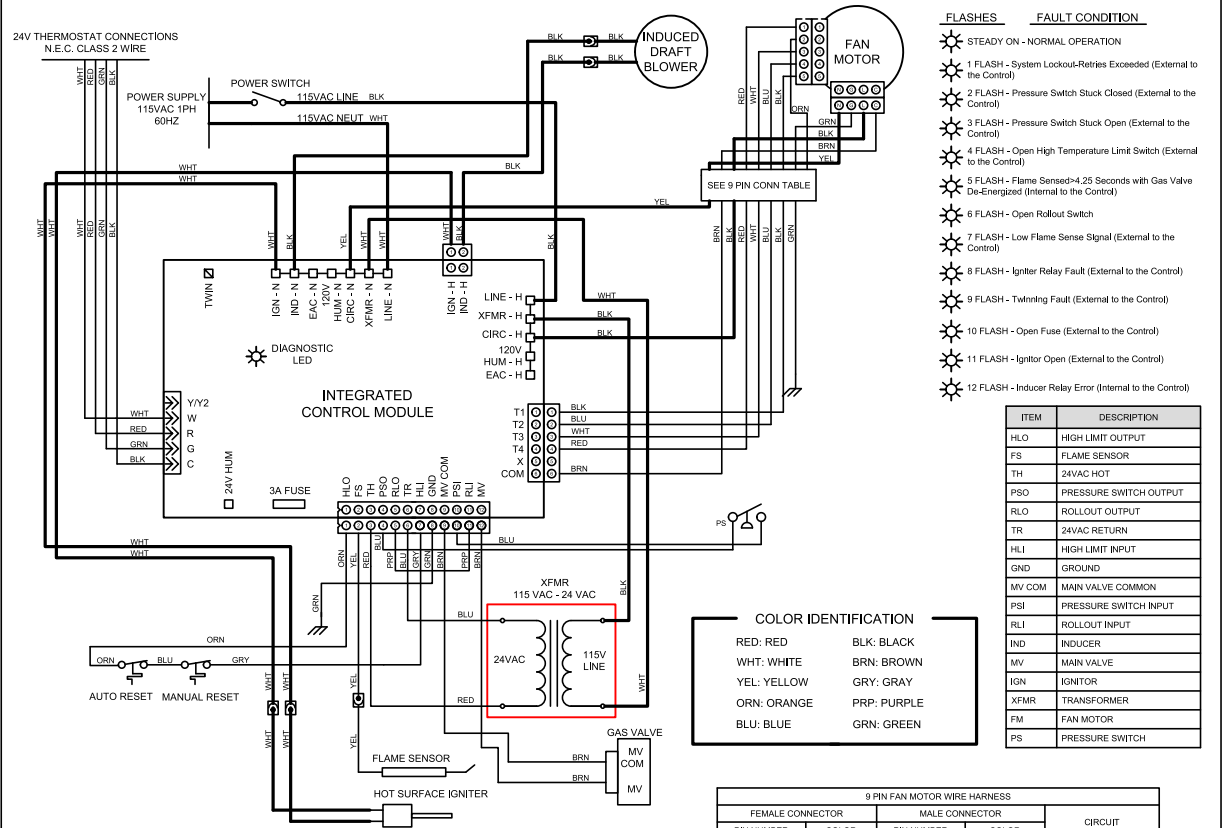 24V THERMOSTAT CONNECTIONS
N.E.C. CLASS 2 WIRE
WHT
RED
GRN
BLK
POWER SWITCH
POWER SUPPLY
115VAC 1PH
60HZ
115VAC LINE BLK
115VAC NEUT WHT
BLK BLK
BLK BLK
INDUCED
DRAFT
BLOWER
FAN
MOTOR
RED
WHT
BLU
BLK
ORN
GRN
BLK
BRN
YEL
SEE 9 PIN CONN TABLE
WHT
WHT
BLK
YEL
WHT
WHT
WHT
RED
GRN
BLK
WHT
BLK
YEL
WHT
WHT
WHT
BLK
BLK
BRN
BLK
RED
WHT
BLU
BLK
GRN
TWIN
IGN - N
IND - N
EAC - N
120V
HUM - N
CIRC - N
XFMR - N
LINE - N
IGN - H
IND - H
LINE - H
XFMR - H
CIRC - H
120V
HUM - H
EAC - H
WHT
BLK
BLK
DIAGNOSTIC
LED
INTEGRATED
CONTROL MODULE
Y/Y2
WHT W
RED R
GRN G
BLK C
T1 BLK
T2 BLU
T3 WHT
T4 RED
X
COM BRN
24V HUM
3A FUSE
HLO
FS
TH
PSO
RLO
TR
HLI
GND
MV COM
PSI
RLI
MV
WHT
WHT
ORN
YEL
RED
BLU
PRP
BLU
GRY
GRN
BRN
PRP
BRN
BLU
PS
BLK
GRN
XFMR
115 VAC - 24 VAC
BLU
24VAC
115V
LINE
RED
WHT
ORN
ORN BLU GRY
AUTO RESET MANUAL RESET
WHT
WHT
WHT
WHT
YEL
YEL
FLAME SENSOR
HOT SURFACE IGNITER
GAS VALVE
BRN
BRN
MV
COM
MV
FLASHES FAULT CONDITION
STEADY ON - NORMAL OPERATION
1 FLASH - System Lockout-Retries Exceeded (External to
the Control)
2 FLASH - Pressure Switch Stuck Closed (External to the
Control)
3 FLASH - Pressure Switch Stuck Open (External to the
Control)
4 FLASH - Open High Temperature Limit Switch (External
to the Control)
5 FLASH - Flame Sensed>4.25 Seconds with Gas Valve
De-Energized (Internal to the Control)
6 FLASH - Open Rollout Switch
7 FLASH - Low Flame Sense Signal (External to the
Control)
8 FLASH - Igniter Relay Fault (External to the Control)
9 FLASH - Twinning Fault (External to the Control)
10 FLASH - Open Fuse (External to the Control)
11 FLASH - Ignitor Open (External to the Control)
12 FLASH - Inducer Relay Error (Internal to the Control)
ITEM DESCRIPTION
HLO HIGH LIMIT OUTPUT
FS FLAME SENSOR
TH 24VAC HOT
PSO PRESSURE SWITCH OUTPUT
RLO ROLLOUT OUTPUT
TR 24VAC RETURN
HLI HIGH LIMIT INPUT
GND GROUND
MV COM MAIN VALVE COMMON
PSI PRESSURE SWITCH INPUT
RLI ROLLOUT INPUT
IND INDUCER
MV MAIN VALVE
IGN IGNITOR
XFMR TRANSFORMER
FM FAN MOTOR
PS PRESSURE SWITCH
COLOR IDENTIFICATION
RED: RED BLK: BLACK
WHT: WHITE BRN: BROWN
YEL: YELLOW GRY: GRAY
ORN: ORANGE PRP: PURPLE
BLU: BLUE GRN: GREEN
9 PIN FAN MOTOR WIRE HARNESS
FEMALE CONNECTOR MALE CONNECTOR CIRCUIT